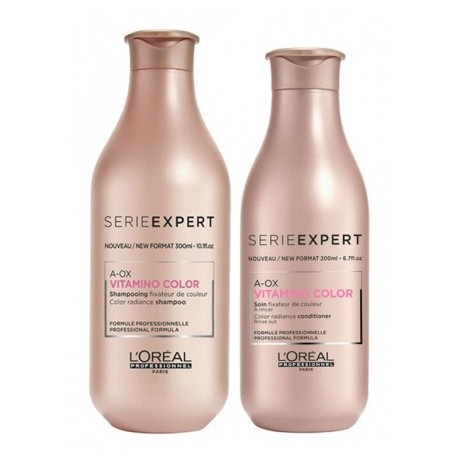 SERIEEXPERT
NOUVEAU / NEW FORMAT 300ml - 10.1fl.oz
A-OX
VITAMINO COLOR
Shampooing fixateur de couleur
Color radiance shampoo
FORMULE PROFESSIONNELLE
PROFESSIONAL FORMULA
L'ORÉAL
PROFESSIONNEL
PARIS
SERIEEXPERT
NOUVEAU / NEW FORMAT 200ml - 6.7fl.oz
A-OX
VITAMINO COLOR
Soin fixateur de couleur
À rincer
Color radiance conditioner
Rinse out
FORMULE PROFESSIONNELLE
PROFESSIONAL FORMULA
L'ORÉAL
PROFESSIONNEL
PARIS